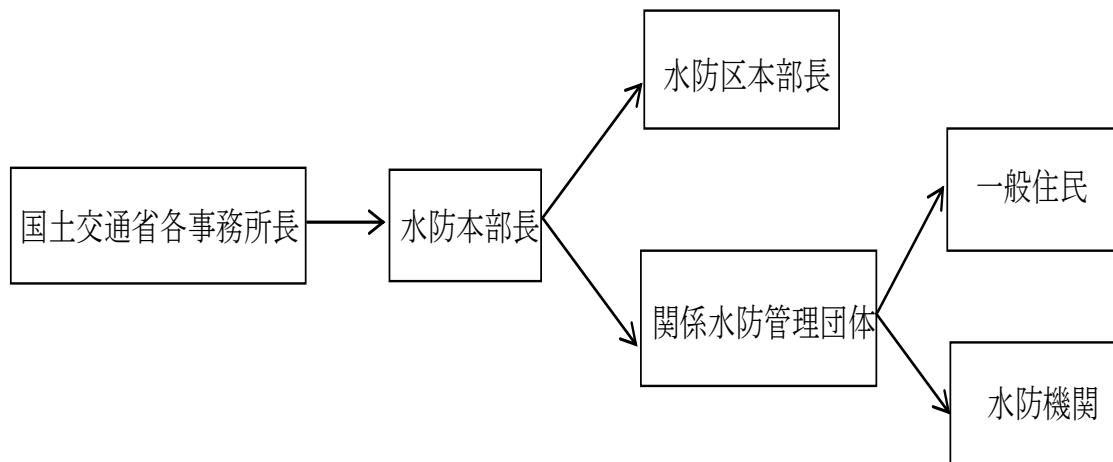 水防区本部長
一般住民
国土交通省各事務所長
水防本部長
関係水防管理団体
水防機関